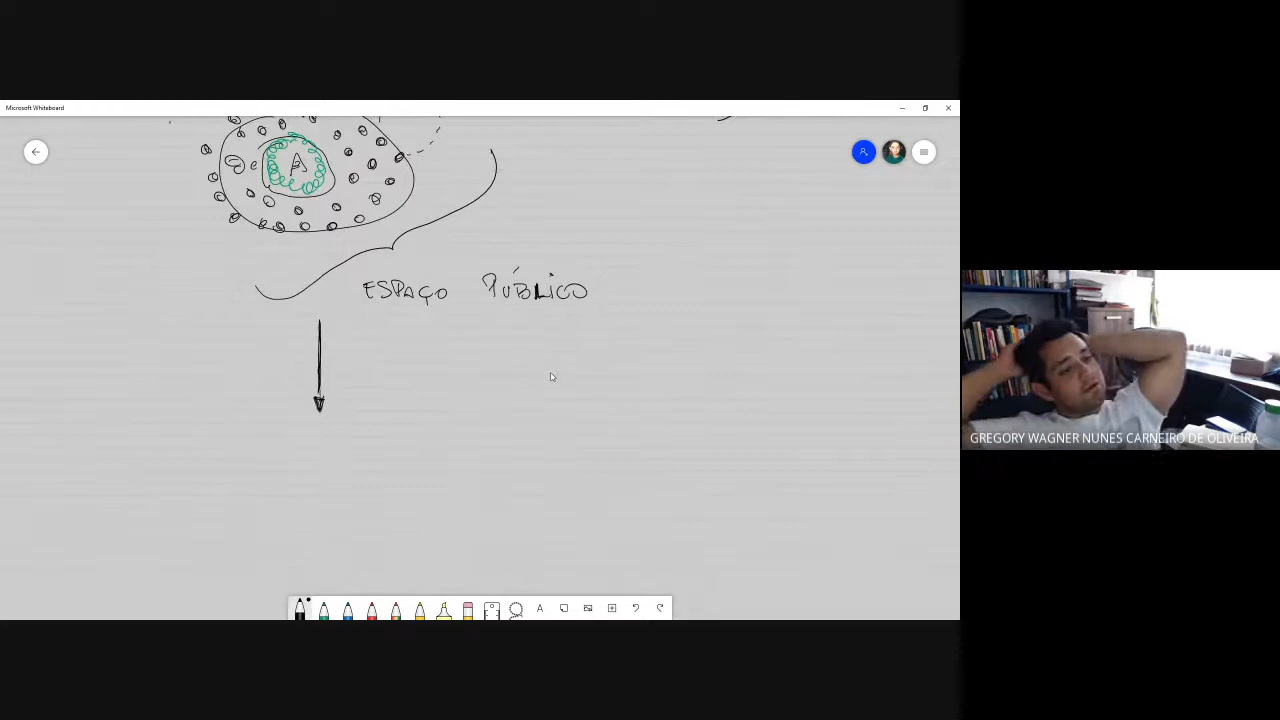 Microsoft Whiteboard
A
ESPAÇO PÚBLICO
GREGORY WAGNER NUNES CARNEIRO DE OLIVEIRA
A